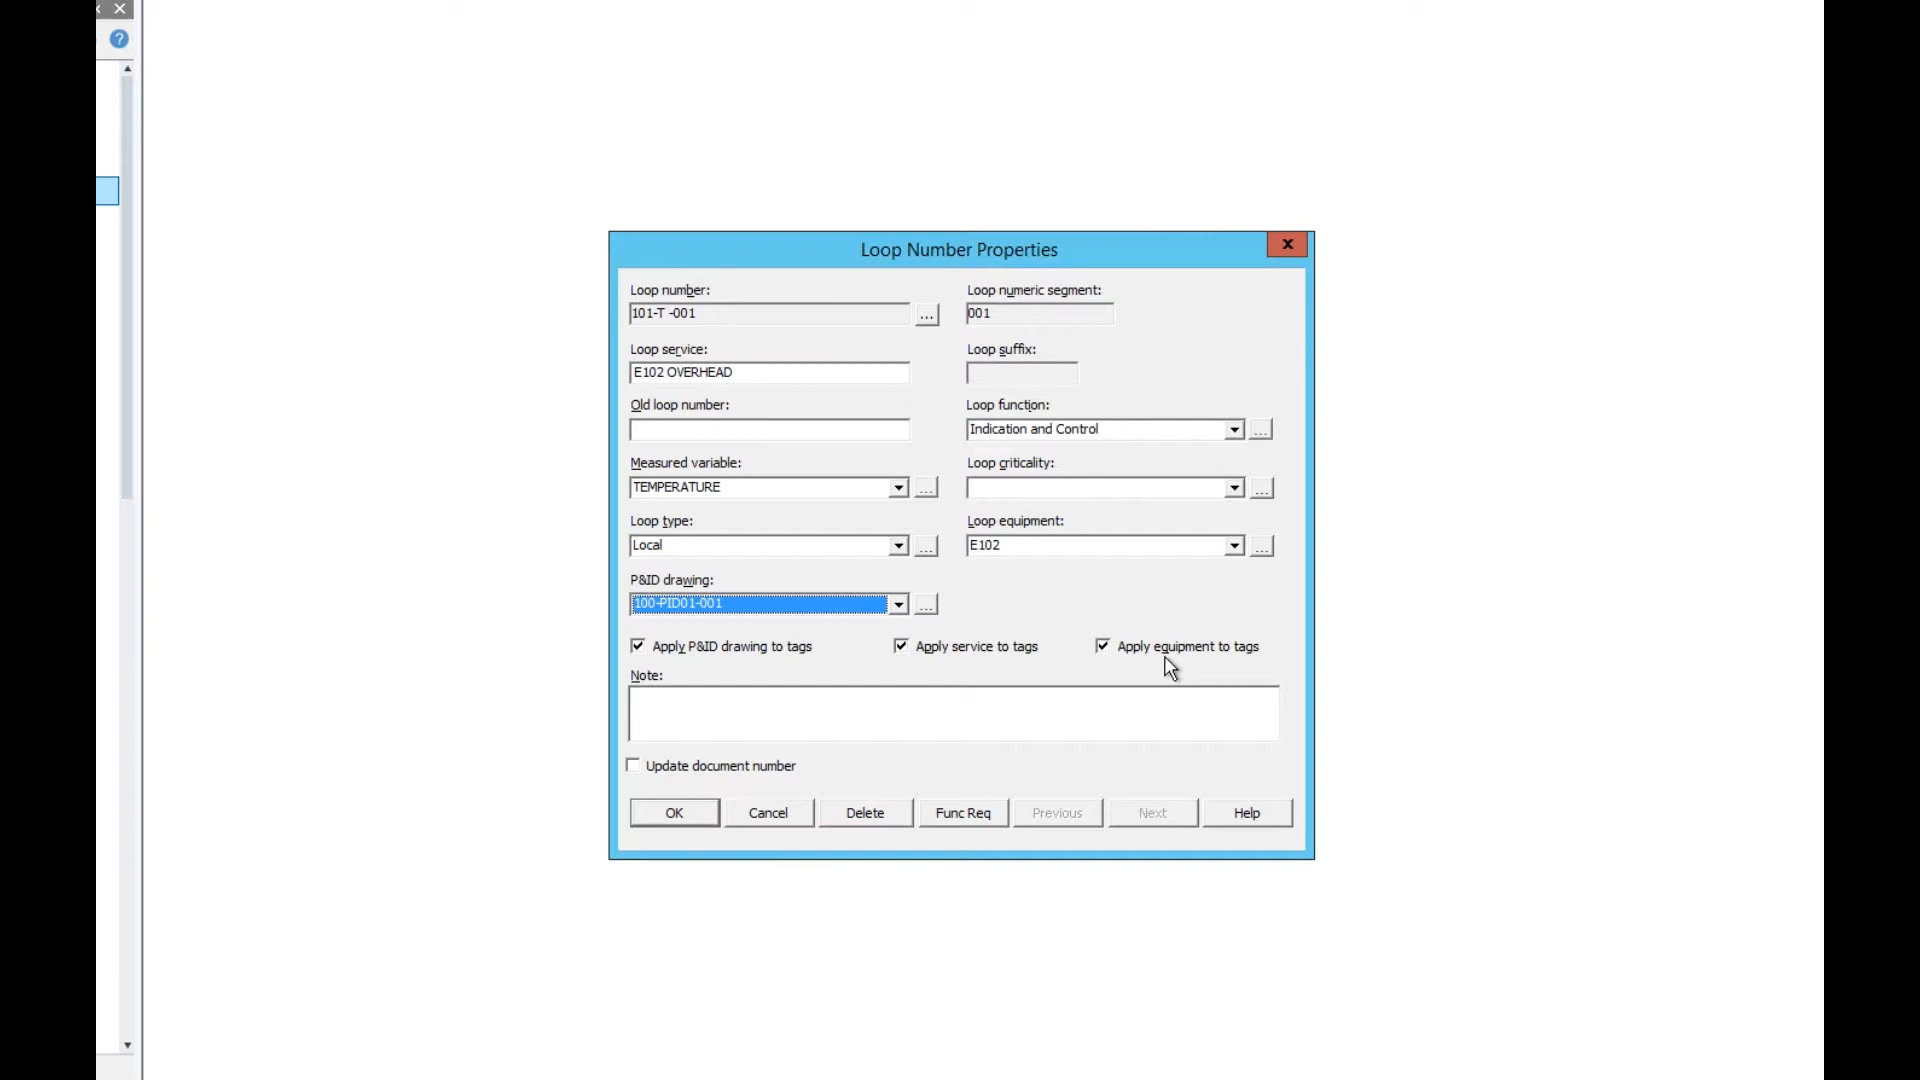 Loop Number Properties
x
Loop number:
Loop numeric segment:
101-T -001
...
001
Loop service:
Loop suffix:
E102 OVERHEAD
Old loop number:
Loop function:
Indication and Control
...
Measured variable:
Loop criticality:
TEMPERATURE
...
...
Loop type:
Loop equipment:
Local
...
E102
...
P&ID drawing:
100-PID01-001
...
Apply P&ID drawing to tags
Apply service to tags
Apply equipment to tags
Note:
Update document number
OK
Cancel
Delete
Func Req
Previous
Next
Help